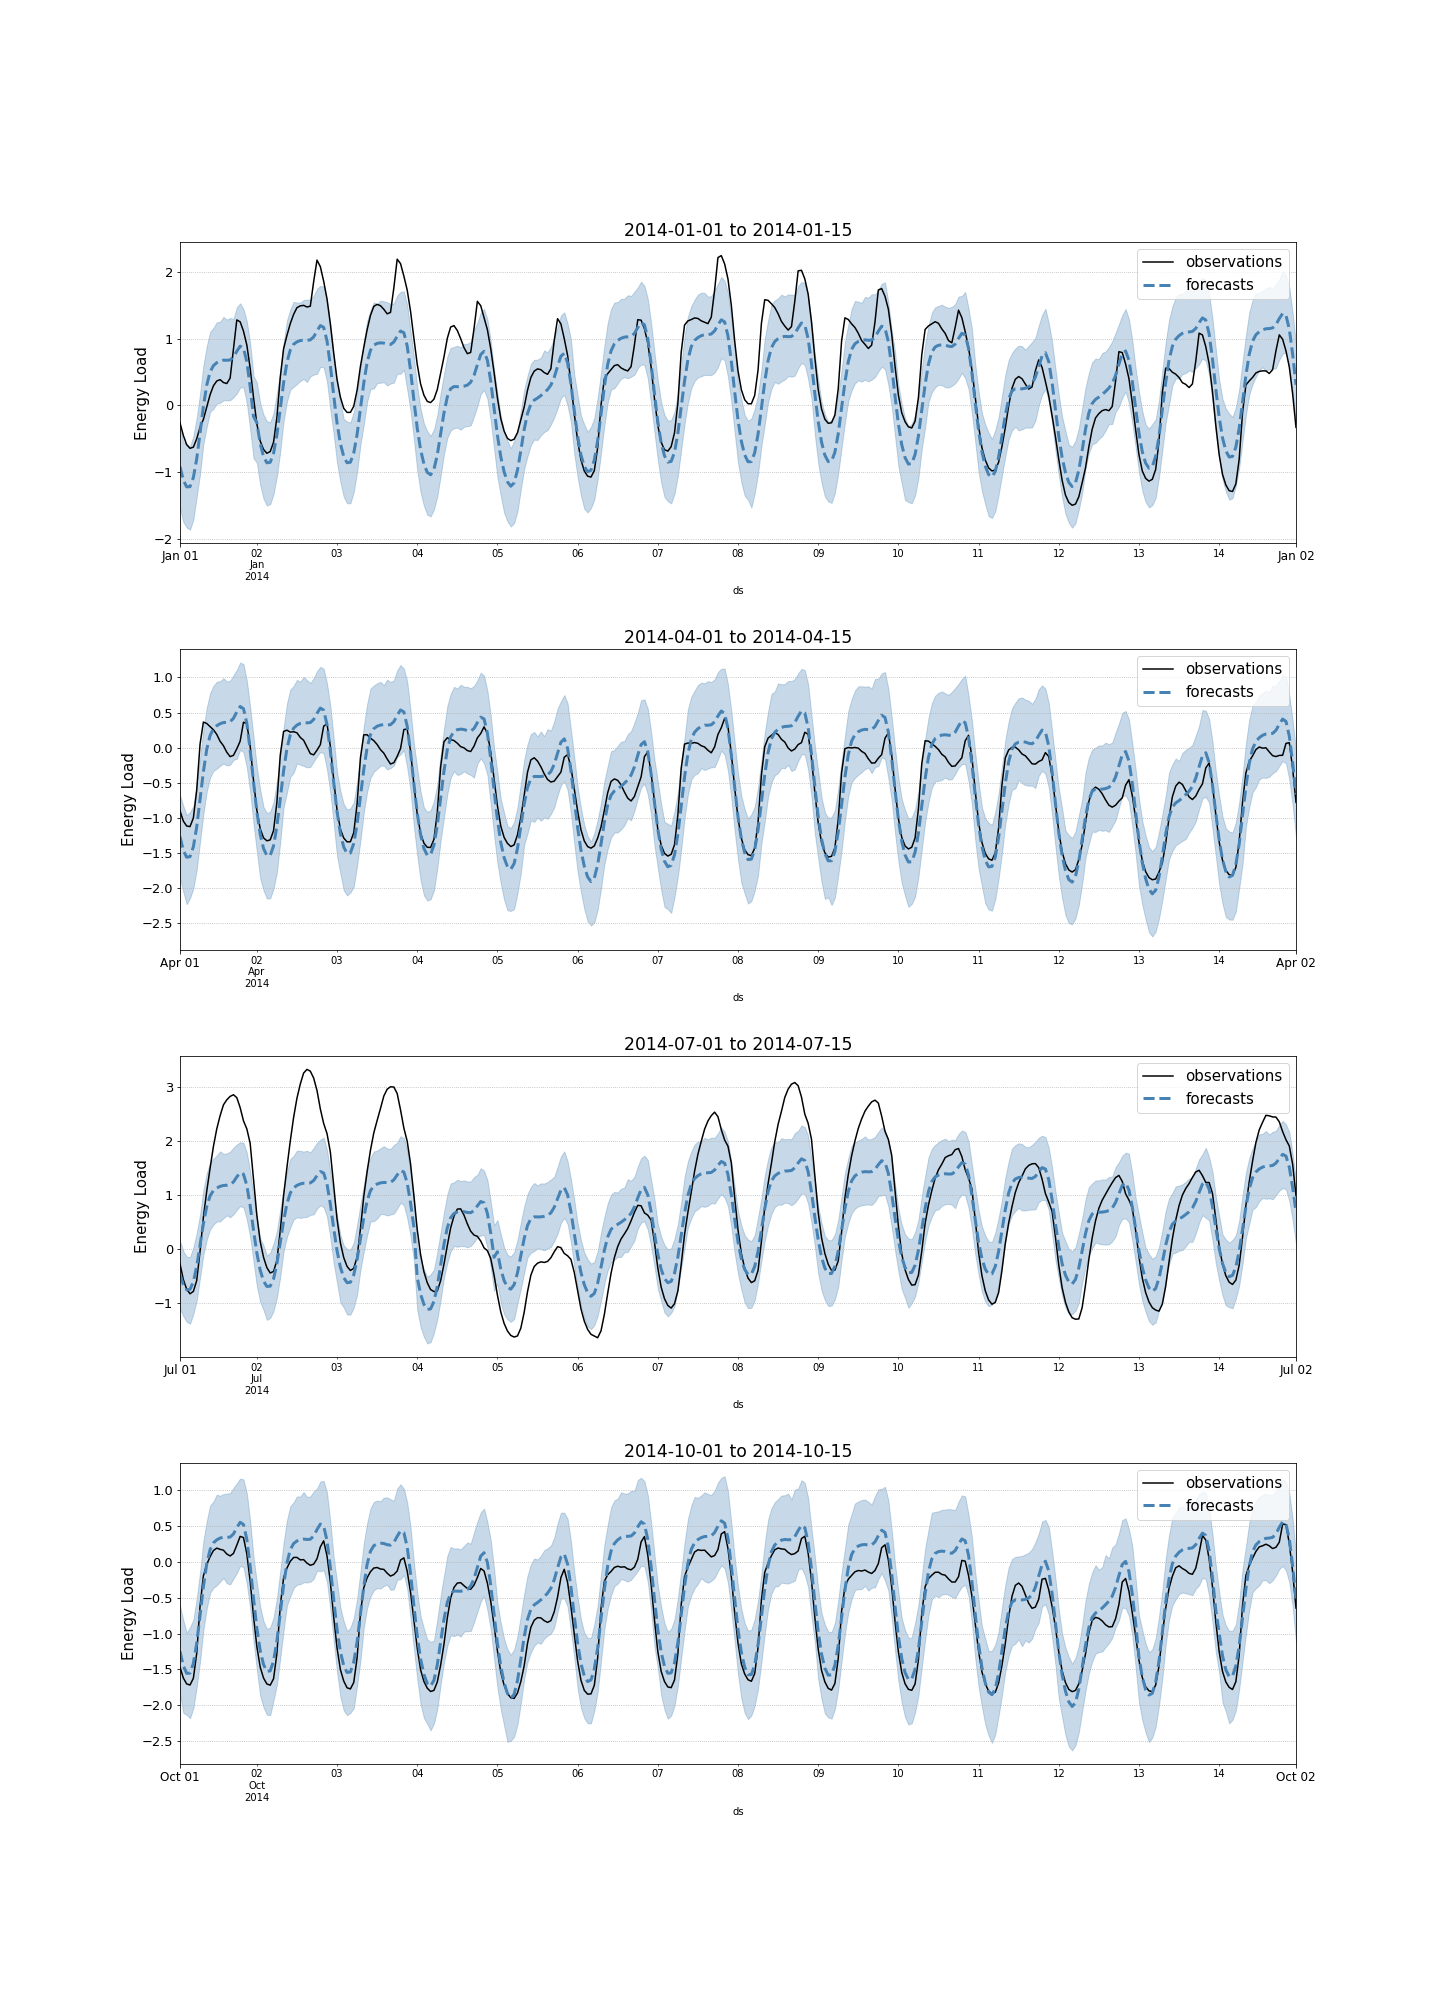 2014-01-01 to 2014-01-15
observations
forecasts
Energy Load
2
1
0
−1
−2
Jan 01 02 03 04 05 06 07 08 09 10 11 12 13 14 Jan 02
Jan
2014
ds
2014-04-01 to 2014-04-15
observations
forecasts
Energy Load
1.0
0.5
0.0
−0.5
−1.0
−1.5
−2.0
−2.5
Apr 01 02 03 04 05 06 07 08 09 10 11 12 13 14 Apr 02
Apr
2014
ds
2014-07-01 to 2014-07-15
observations
forecasts
Energy Load
3
2
1
0
−1
Jul 01 02 03 04 05 06 07 08 09 10 11 12 13 14 Jul 02
Jul
2014
ds
2014-10-01 to 2014-10-15
observations
forecasts
Energy Load
1.0
0.5
0.0
−0.5
−1.0
−1.5
−2.0
−2.5
Oct 01 02 03 04 05 06 07 08 09 10 11 12 13 14 Oct 02
Oct
2014
ds